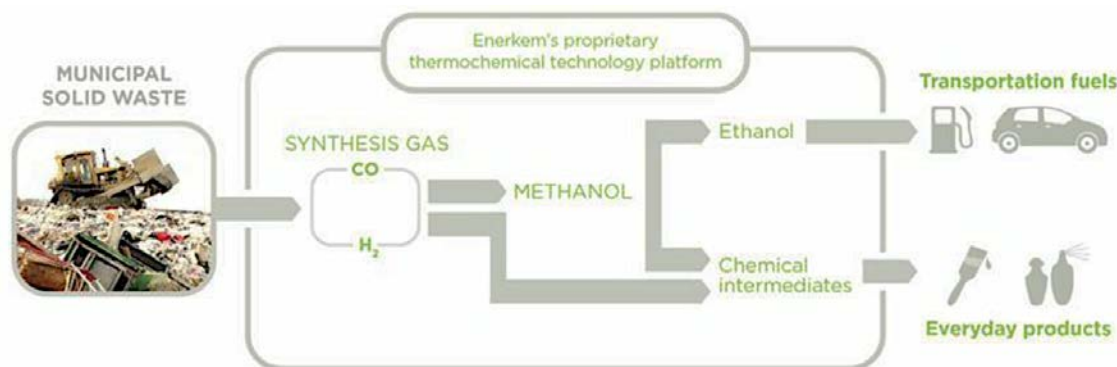 Enerkem's proprietary
thermochemical technology platform
MUNICIPAL
SOLID WASTE
Transportation fuels
SYNTHESIS GAS
CO
H₂
METHANOL
Ethanol
Chemical
intermediates
Everyday products